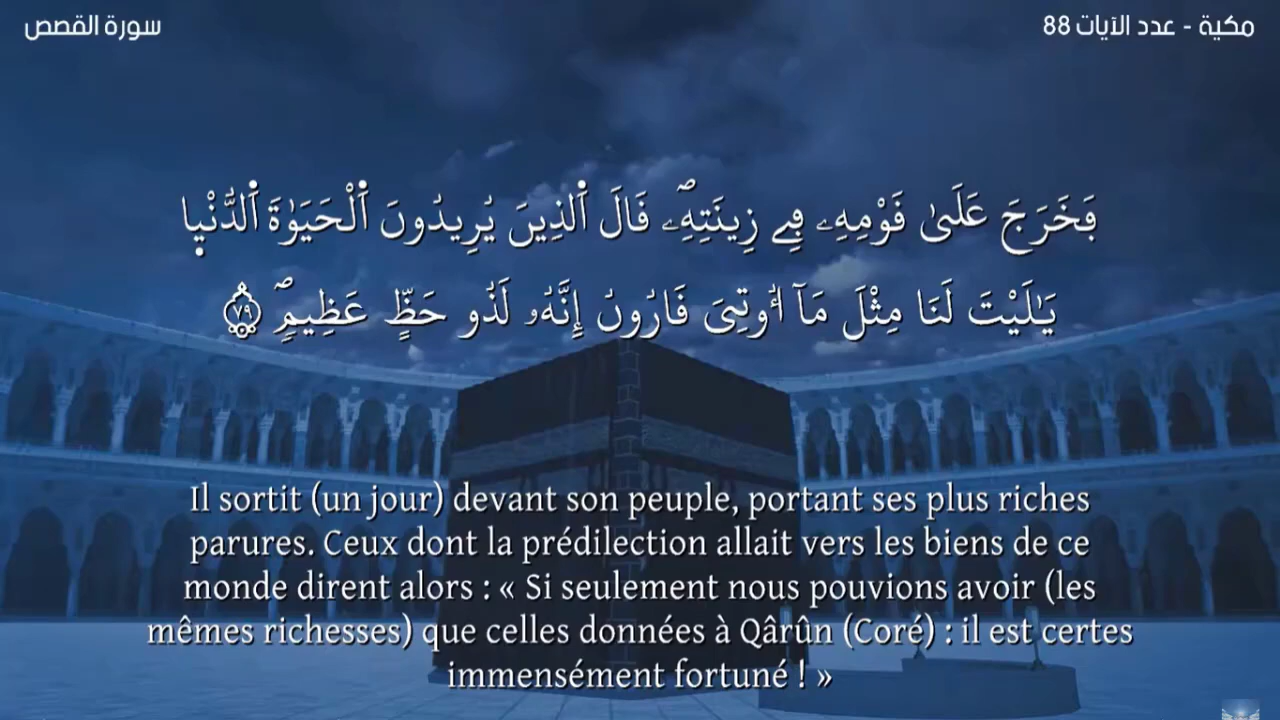 سورة القصص
مكية - عدد الآيات 88
فَخَرَجَ عَلَىٰ قَوْمِهِۦ فِے زِينَتِهِۦۖ قَالَ اَ۬لذِينَ يُرِيدُونَ اَ۬لْحَيَوٰةَ اَ۬لدُّنْي۪ا
يَٰلَيْتَ لَنَا مِثْلَ مَآ أُوتِيَ قَٰرُونُ إِنَّهُۥ لَذُو حَظٍّ عَظِيمٖۖ ٧٩
Il sortit (un jour) devant son peuple, portant ses plus riches
parures. Ceux dont la prédilection allait vers les biens de ce
monde dirent alors : « Si seulement nous pouvions avoir (les
mêmes richesses) que celles données à Qârûn (Coré) : il est certes
immensément fortuné ! »